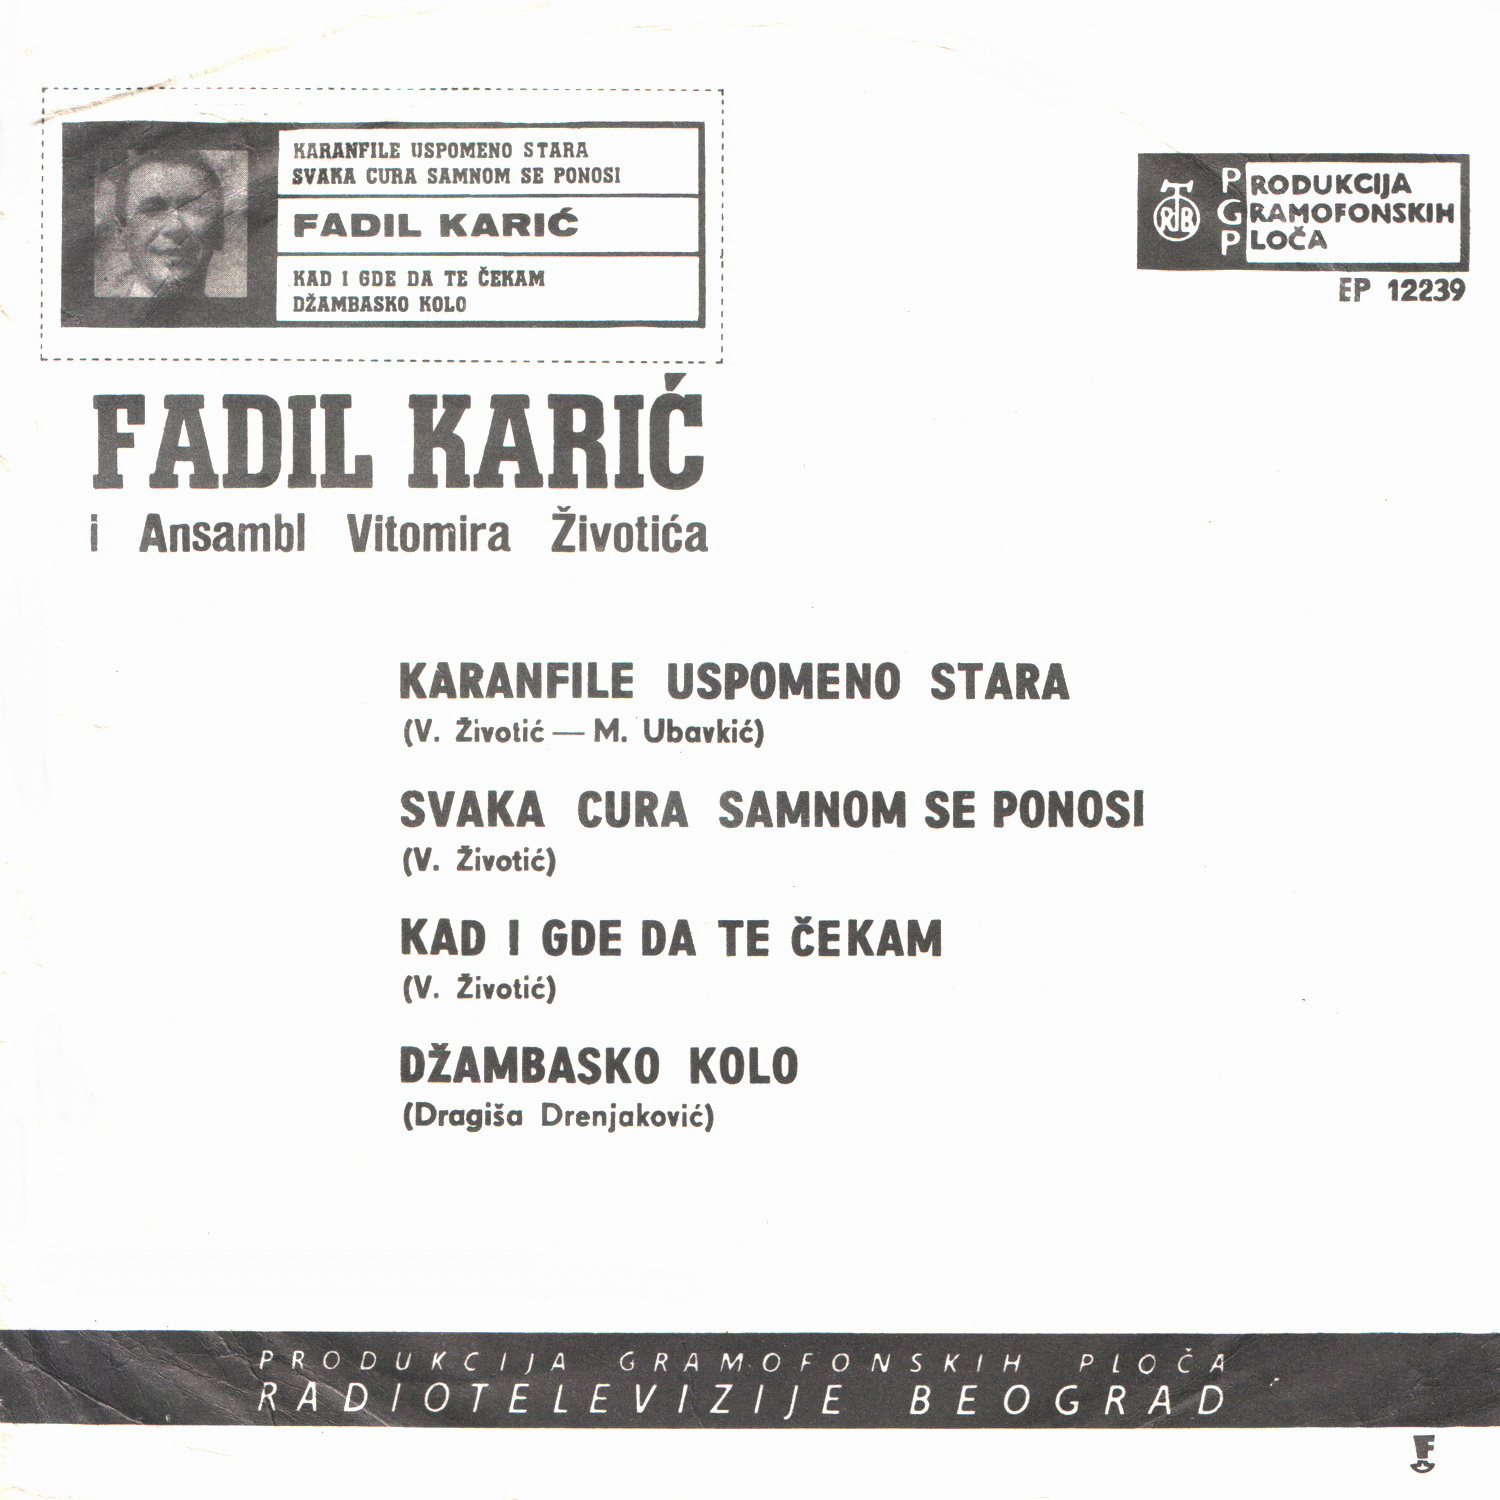 KARANFILE USPOMENO STARA
SVAKA CURA SAMNOM SE PONOSI
FADIL KARIĆ
KAD I GDE DA TE ČEKAM
DŽAMBASKO KOLO
RTB
PRODUKCIJA
GRAMOFONSKIH
PLOČA
EP 12239
FADIL KARIĆ
i Ansambl Vitomira Životića
KARANFILE USPOMENO STARA
(V. Životić — M. Ubavkić)
SVAKA CURA SAMNOM SE PONOSI
(V. Životić)
KAD I GDE DA TE ČEKAM
(V. Životić)
DŽAMBASKO KOLO
(Dragiša Drenjaković)
PRODUKCIJA GRAMOFONSKIH PLOČA
RADIOTELEVIZIJE BEOGRAD
F